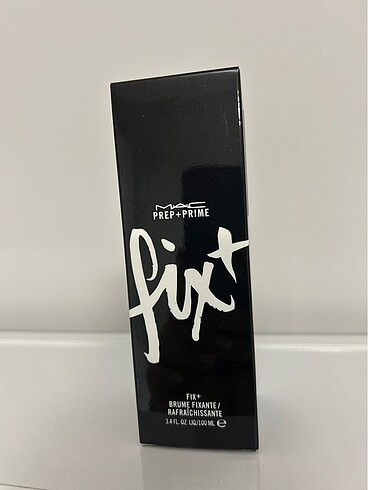 MAC
PREP+PRIME
fix+
FIX+
BRUME FIXANTE/
RAFRAÎCHISSANTE
3.4 FL. OZ. LIQ/100 ML ℮